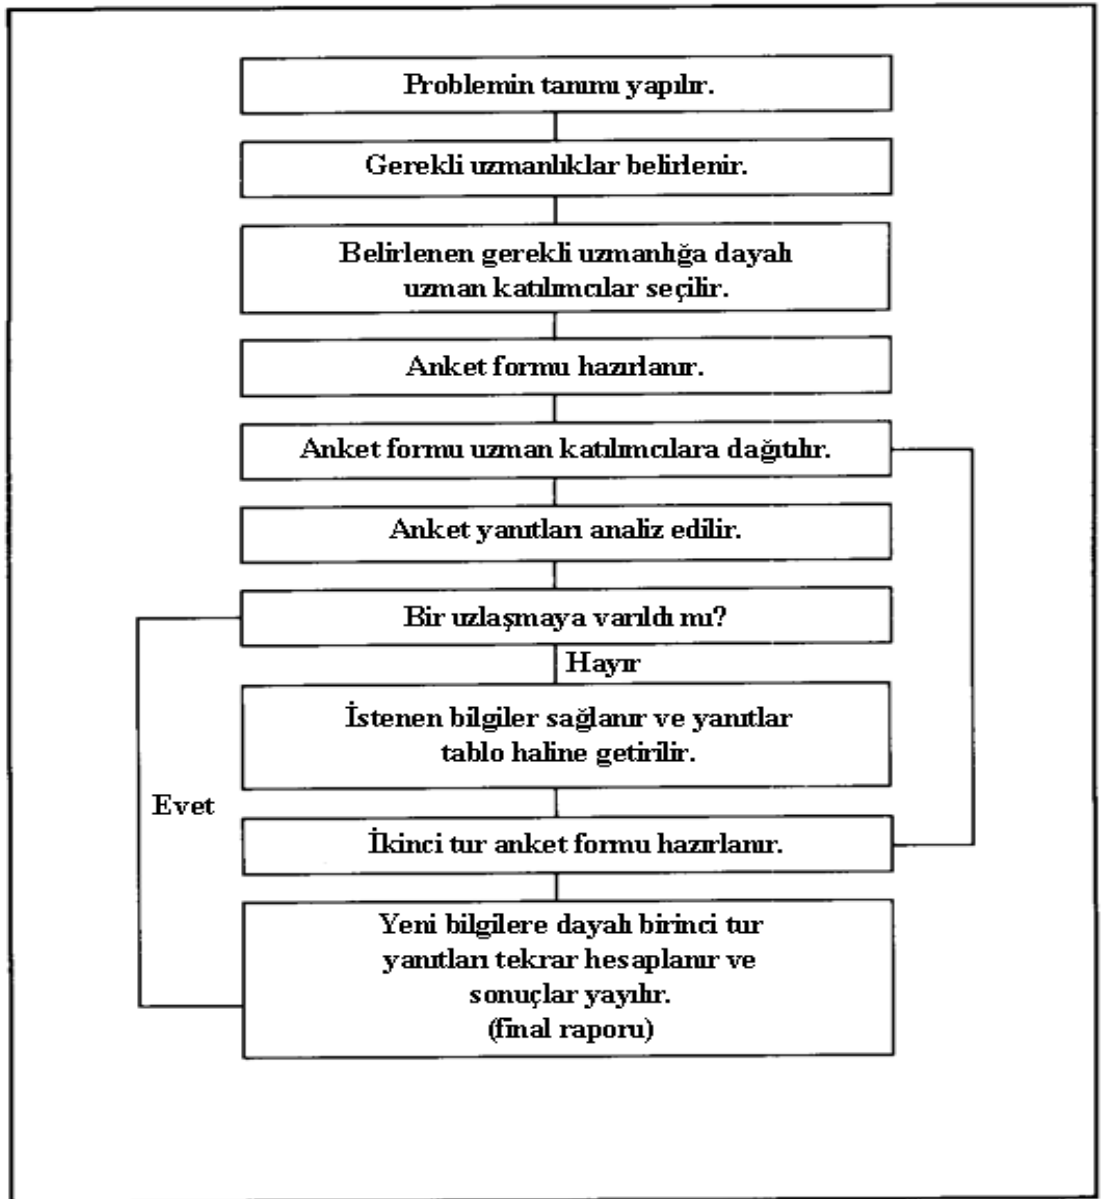 Problemin tanımı yapılır.
Gerekli uzmanlıklar belirlenir.
Belirlenen gerekli uzmanlığa dayalı
uzman katılımcılar seçilir.
Anket formu hazırlanır.
Anket formu uzman katılımcılara dağıtılır.
Anket yanıtları analiz edilir.
Bir uzlaşmaya varıldı mı?
Hayır
İstenen bilgiler sağlanır ve yanıtlar
tablo haline getirilir.
Evet
İkinci tur anket formu hazırlanır.
Yeni bilgilere dayalı birinci tur
yanıtları tekrar hesaplanır ve
sonuçlar yayılır.
(final raporu)